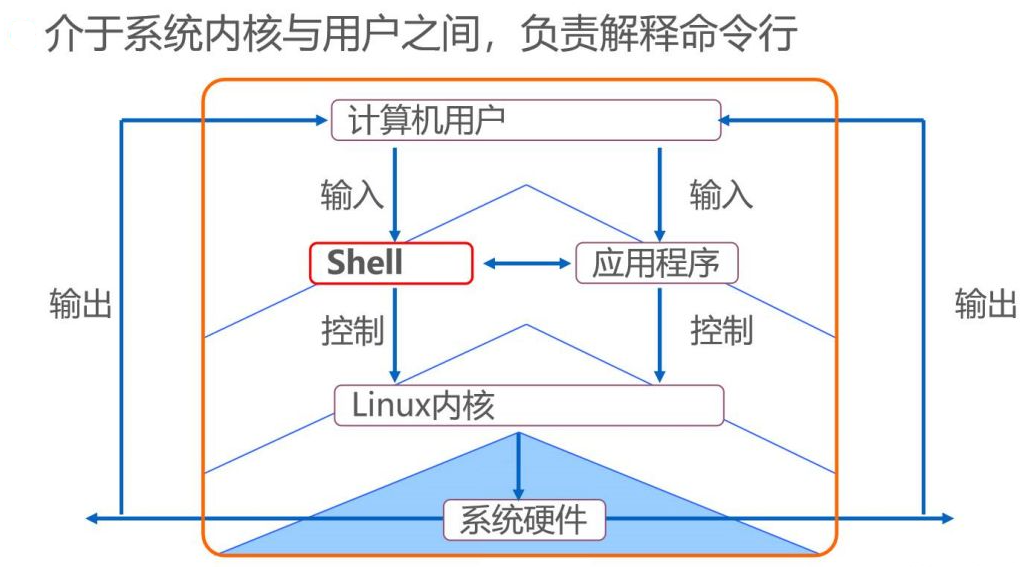 介于系统内核与用户之间，负责解释命令行
计算机用户
输入
输入
Shell
应用程序
输出
输出
控制
控制
Linux内核
系统硬件